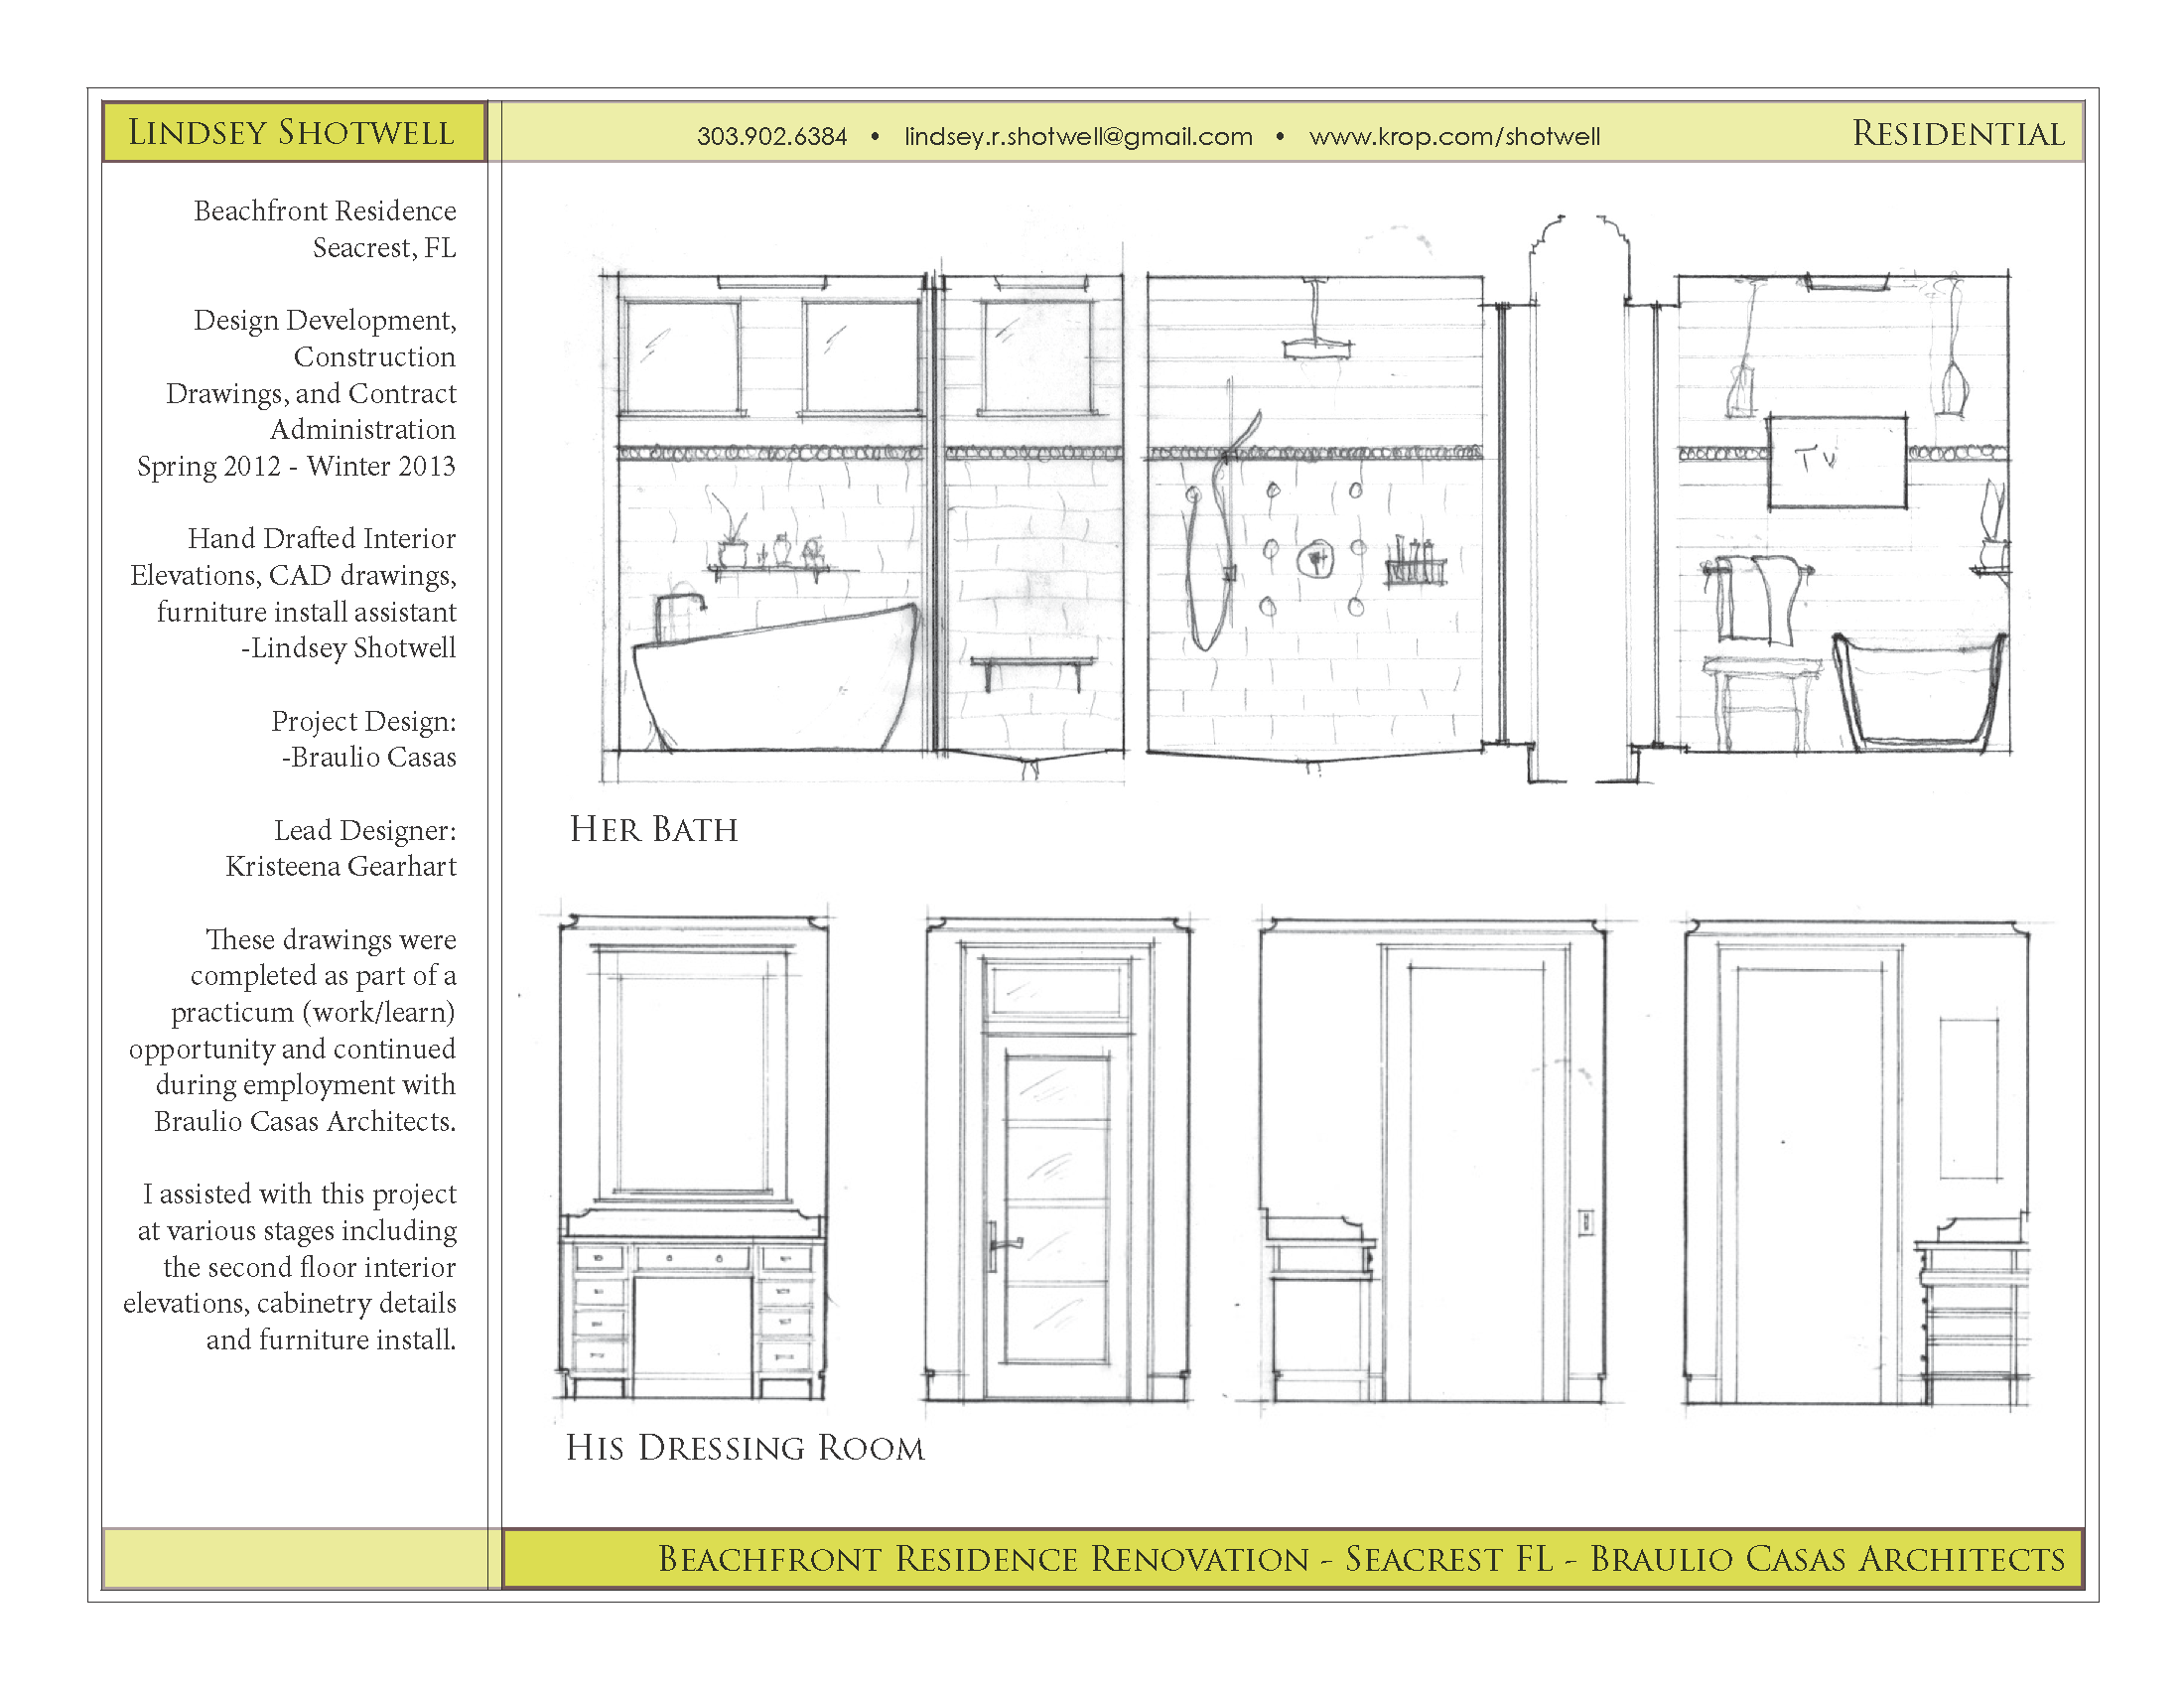 LINDSEY SHOTWELL
303.902.6384 • lindsey.r.shotwell@gmail.com • www.krop.com/shotwell
RESIDENTIAL
Beachfront Residence
Seacrest, FL
Design Development,
Construction
Drawings, and Contract
Administration
Spring 2012 - Winter 2013
Hand Drafted Interior
Elevations, CAD drawings,
furniture install assistant
-Lindsey Shotwell
Project Design:
-Braulio Casas
Lead Designer:
Kristeena Gearhart
These drawings were
completed as part of a
practicum (work/learn)
opportunity and continued
during employment with
Braulio Casas Architects.
I assisted with this project
at various stages including
the second floor interior
elevations, cabinetry details
and furniture install.
TV
HER BATH
HIS DRESSING ROOM
BEACHFRONT RESIDENCE RENOVATION - SEACREST FL - BRAULIO CASAS ARCHITECTS